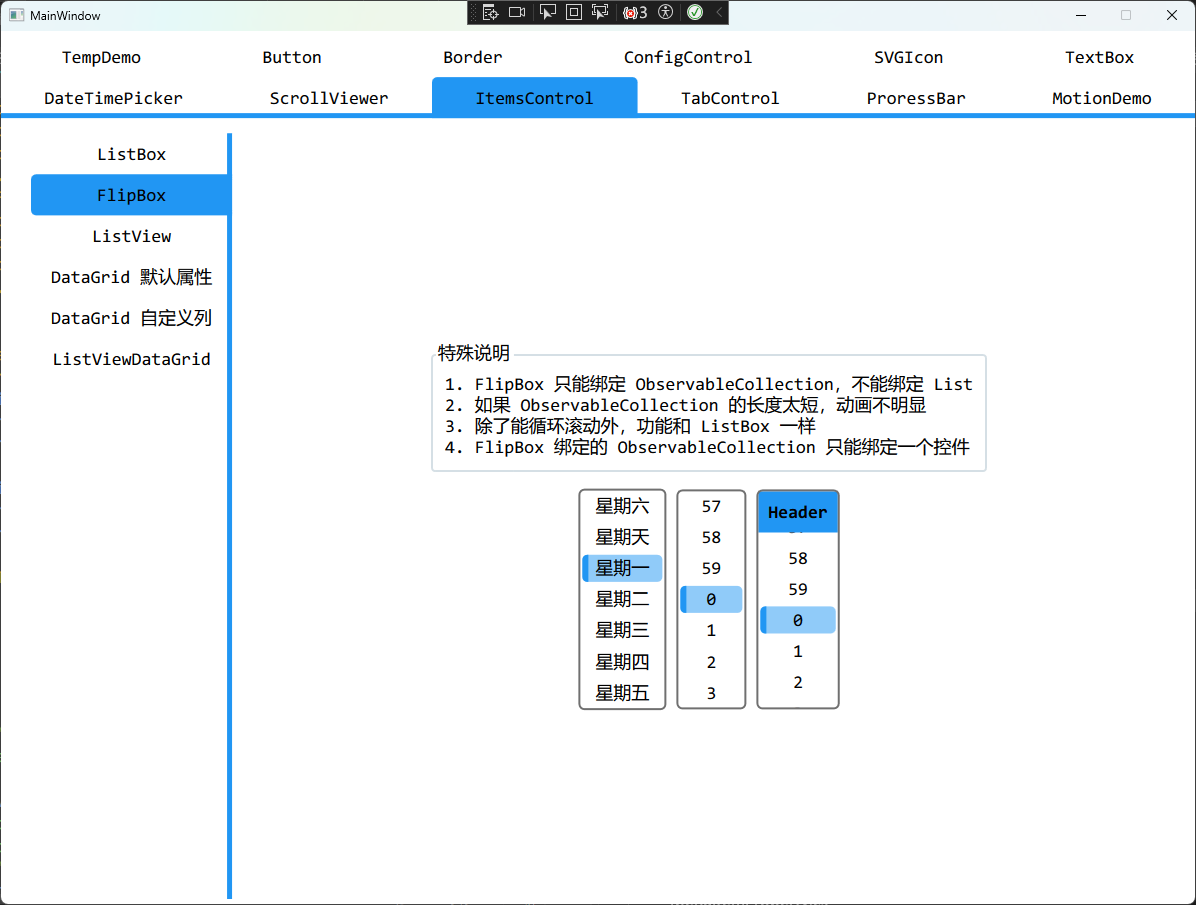 MainWindow
3
TempDemo Button Border ConfigControl SVGIcon TextBox
DateTimePicker ScrollViewer ItemsControl TabControl ProressBar MotionDemo
ListBox
FlipBox
ListView
DataGrid 默认属性
DataGrid 自定义列
ListViewDataGrid
特殊说明
1. FlipBox 只能绑定 ObservableCollection，不能绑定 List
2. 如果 ObservableCollection 的长度太短，动画不明显
3. 除了能循环滚动外，功能和 ListBox 一样
4. FlipBox 绑定的 ObservableCollection 只能绑定一个控件
星期六
星期天
星期一
星期二
星期三
星期四
星期五
57
58
59
0
1
2
3
Header
58
59
0
1
2